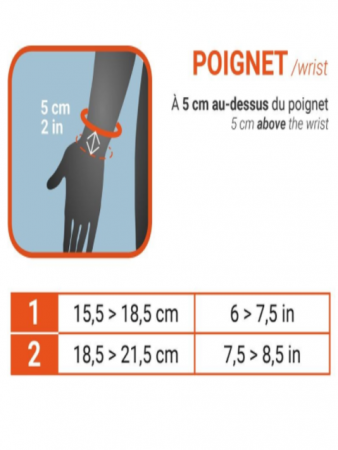 5 cm
2 in
POIGNET /wrist
À 5 cm au-dessus du poignet
5 cm above the wrist
1 15,5 > 18,5 cm 6 > 7,5 in
2 18,5 > 21,5 cm 7,5 > 8,5 in